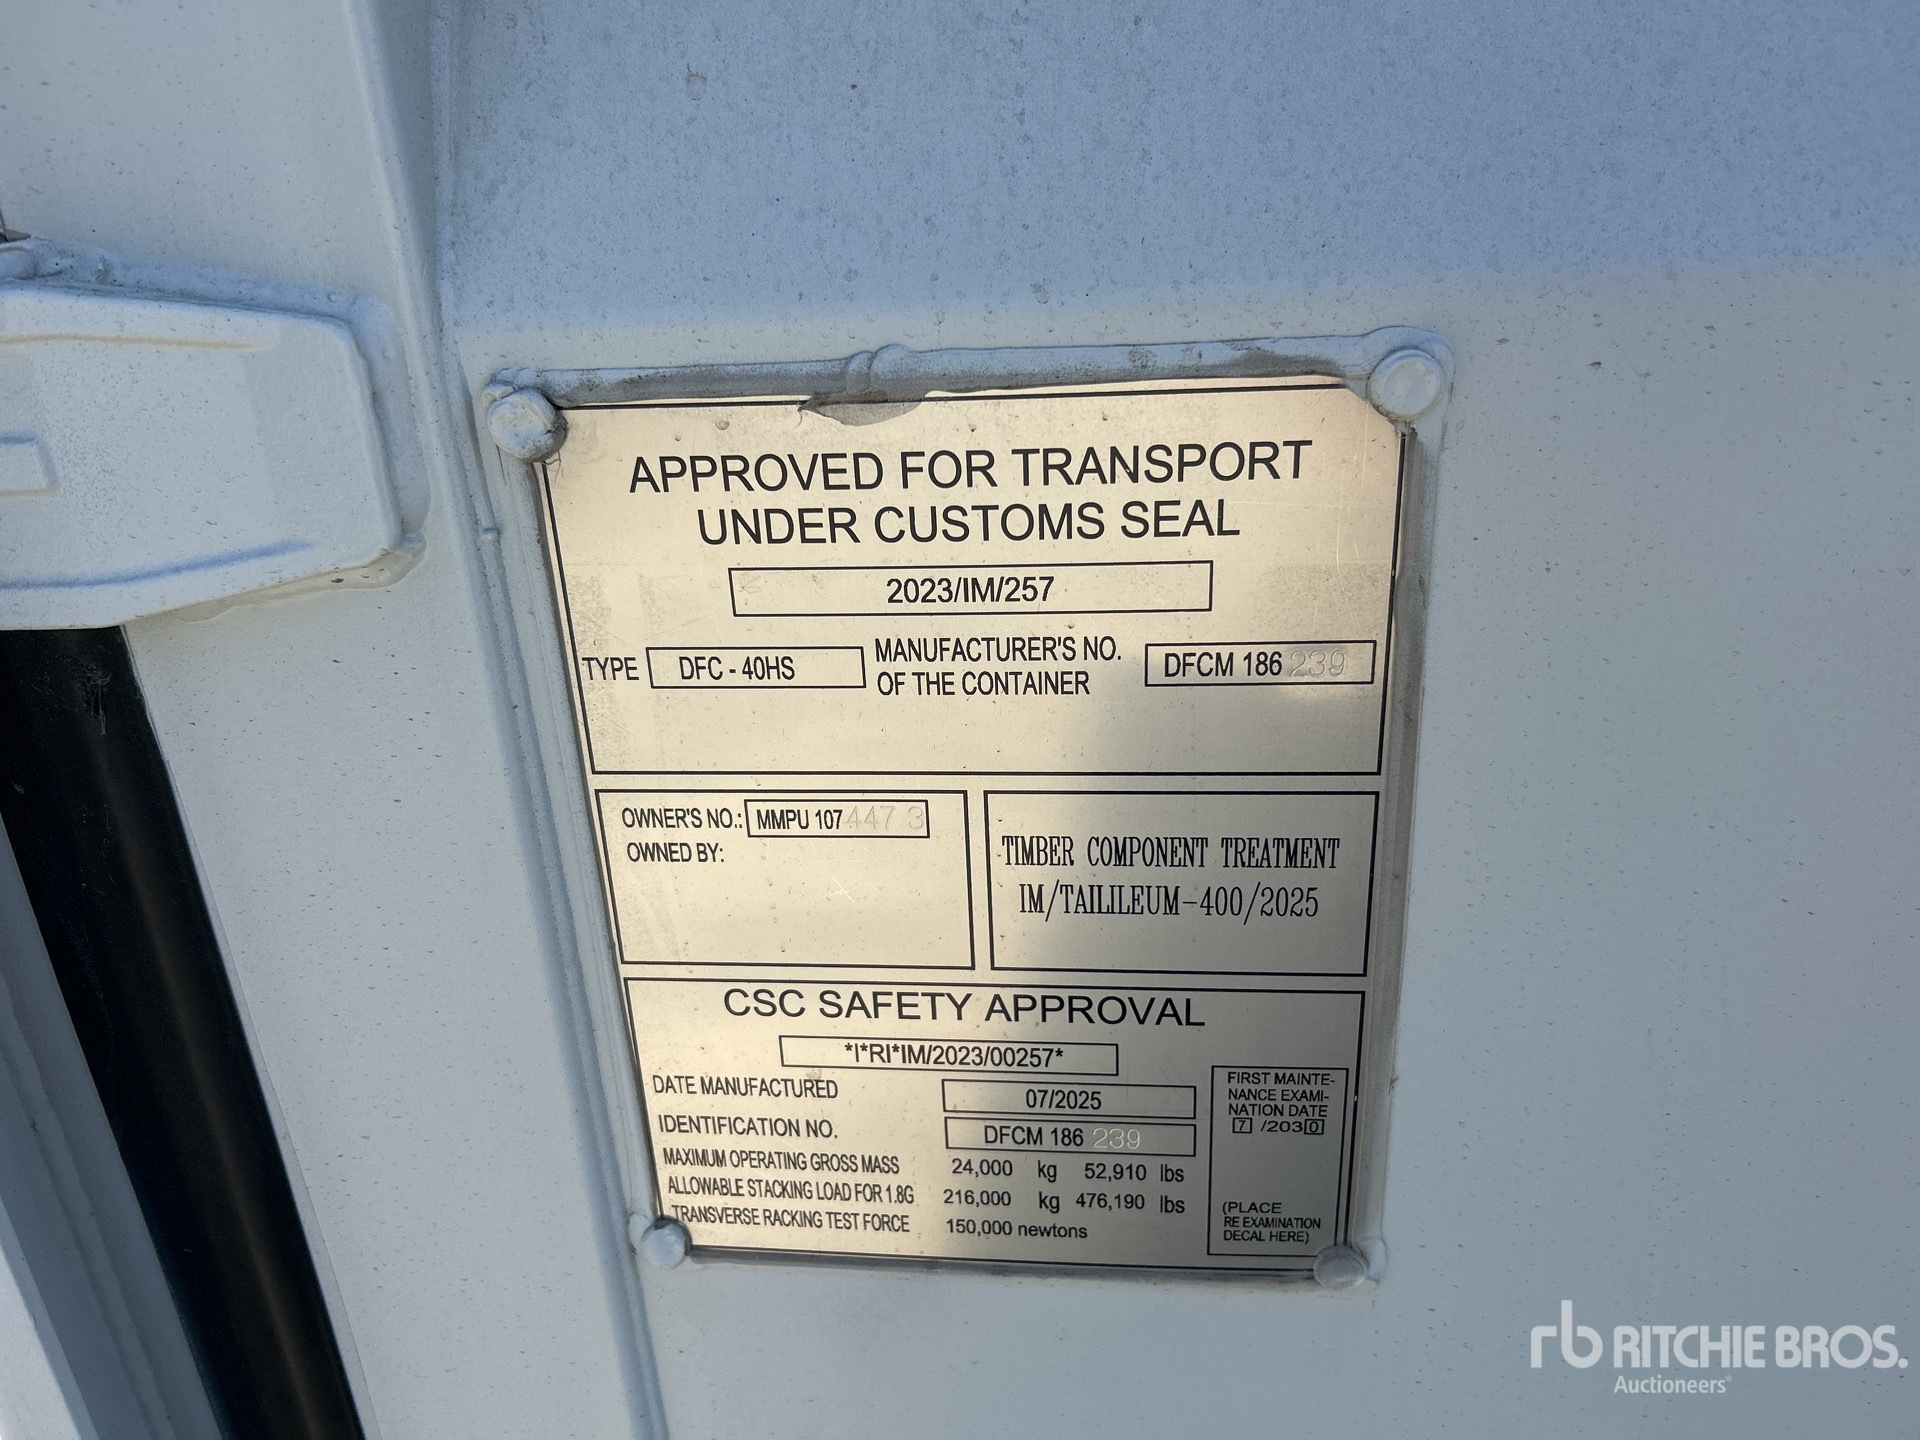 APPROVED FOR TRANSPORT
UNDER CUSTOMS SEAL
2023/IM/257
TYPE DFC - 40HS MANUFACTURER'S NO. OF THE CONTAINER DFCM 186 239
OWNER'S NO.: MMPU 107 447 3
OWNED BY:
TIMBER COMPONENT TREATMENT
IM/TAILILEUM-400/2025
CSC SAFETY APPROVAL
*I*RI*IM/2023/00257*
DATE MANUFACTURED 07/2025
IDENTIFICATION NO. DFCM 186 239
MAXIMUM OPERATING GROSS MASS 24,000 kg 52,910 lbs
ALLOWABLE STACKING LOAD FOR 1.8G 216,000 kg 476,190 lbs
TRANSVERSE RACKING TEST FORCE 150,000 newtons
FIRST MAINTE-
NANCE EXAMI-
NATION DATE
7 /2030
(PLACE
RE EXAMINATION
DECAL HERE)
rb RITCHIE BROS.
Auctioneers